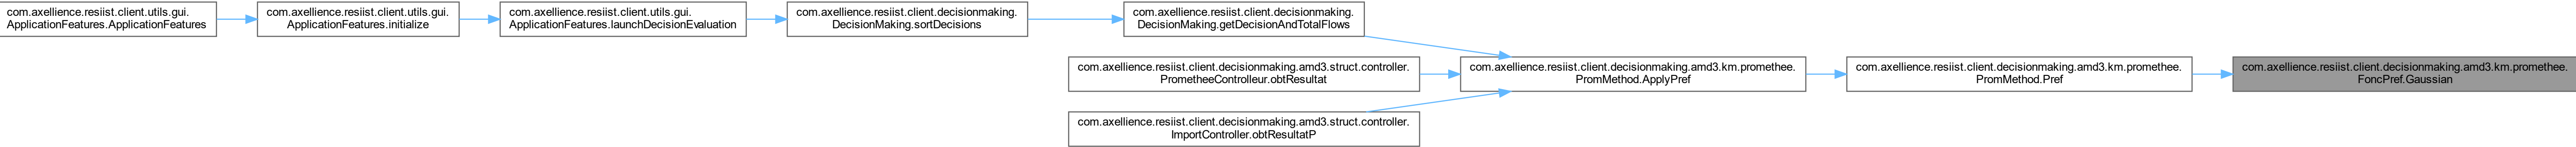 com.axellience.resiist.client.utils.gui.
ApplicationFeatures.ApplicationFeatures
com.axellience.resiist.client.utils.gui.
ApplicationFeatures.initialize
com.axellience.resiist.client.utils.gui.
ApplicationFeatures.launchDecisionEvaluation
com.axellience.resiist.client.decisionmaking.
DecisionMaking.sortDecisions
com.axellience.resiist.client.decisionmaking.
DecisionMaking.getDecisionAndTotalFlows
com.axellience.resiist.client.decisionmaking.amd3.struct.controller.
PrometheeControlleur.obtResultat
com.axellience.resiist.client.decisionmaking.amd3.struct.controller.
ImportController.obtResultatP
com.axellience.resiist.client.decisionmaking.amd3.km.promethee.
PromMethod.ApplyPref
com.axellience.resiist.client.decisionmaking.amd3.km.promethee.
PromMethod.Pref
com.axellience.resiist.client.decisionmaking.amd3.km.promethee.
FoncPref.Gaussian